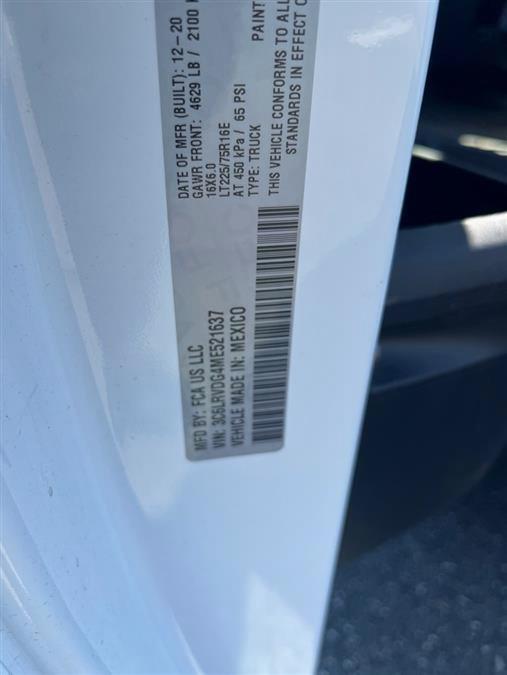 MFD BY: FCA US LLC
DATE OF MFR (BUILT): 12-20
VIN: 3C6LRVDG4ME521637
GAWR FRONT: 4629 LB / 2100
VEHICLE MADE IN: MEXICO
16X6.0
LT225/75R16E
AT 450 kPa / 65 PSI
TYPE: TRUCK
PAINT
THIS VEHICLE CONFORMS TO ALL
STANDARDS IN EFFECT